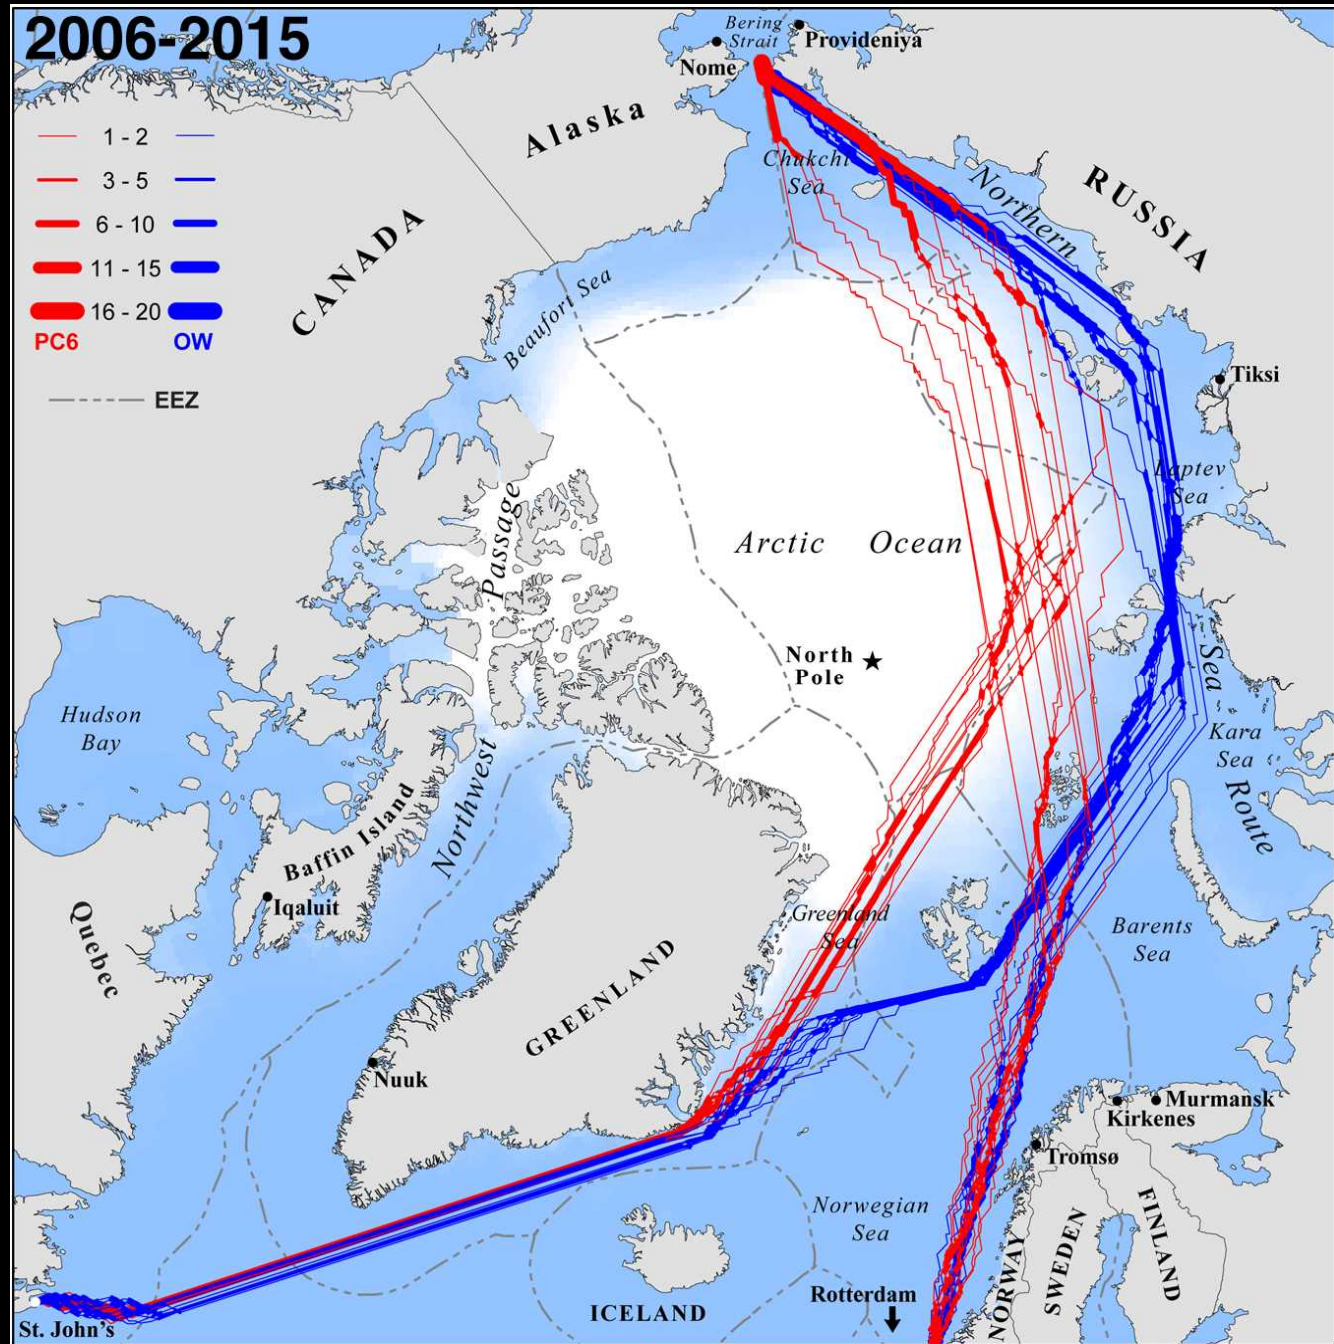 2006-2015
Bering
Strait
Provideniya
Nome
1 - 2
3 - 5
6 - 10
11 - 15
16 - 20
PC6
OW
EEZ
Alaska
Chukchi
Sea
Northern
RUSSIA
CANADA
Beaufort Sea
Tiksi
Laptev
Sea
Passage
Arctic Ocean
North
Pole
Sea
Hudson
Bay
Kara
Sea
Route
Northwest
Baffin Island
Iqaluit
Quebec
Greenland
Sea
Barents
Sea
GREENLAND
Nuuk
Murmansk
Kirkenes
Tromsø
Norwegian
Sea
FINLAND
SWEDEN
NORWAY
Rotterdam
ICELAND
St. John's